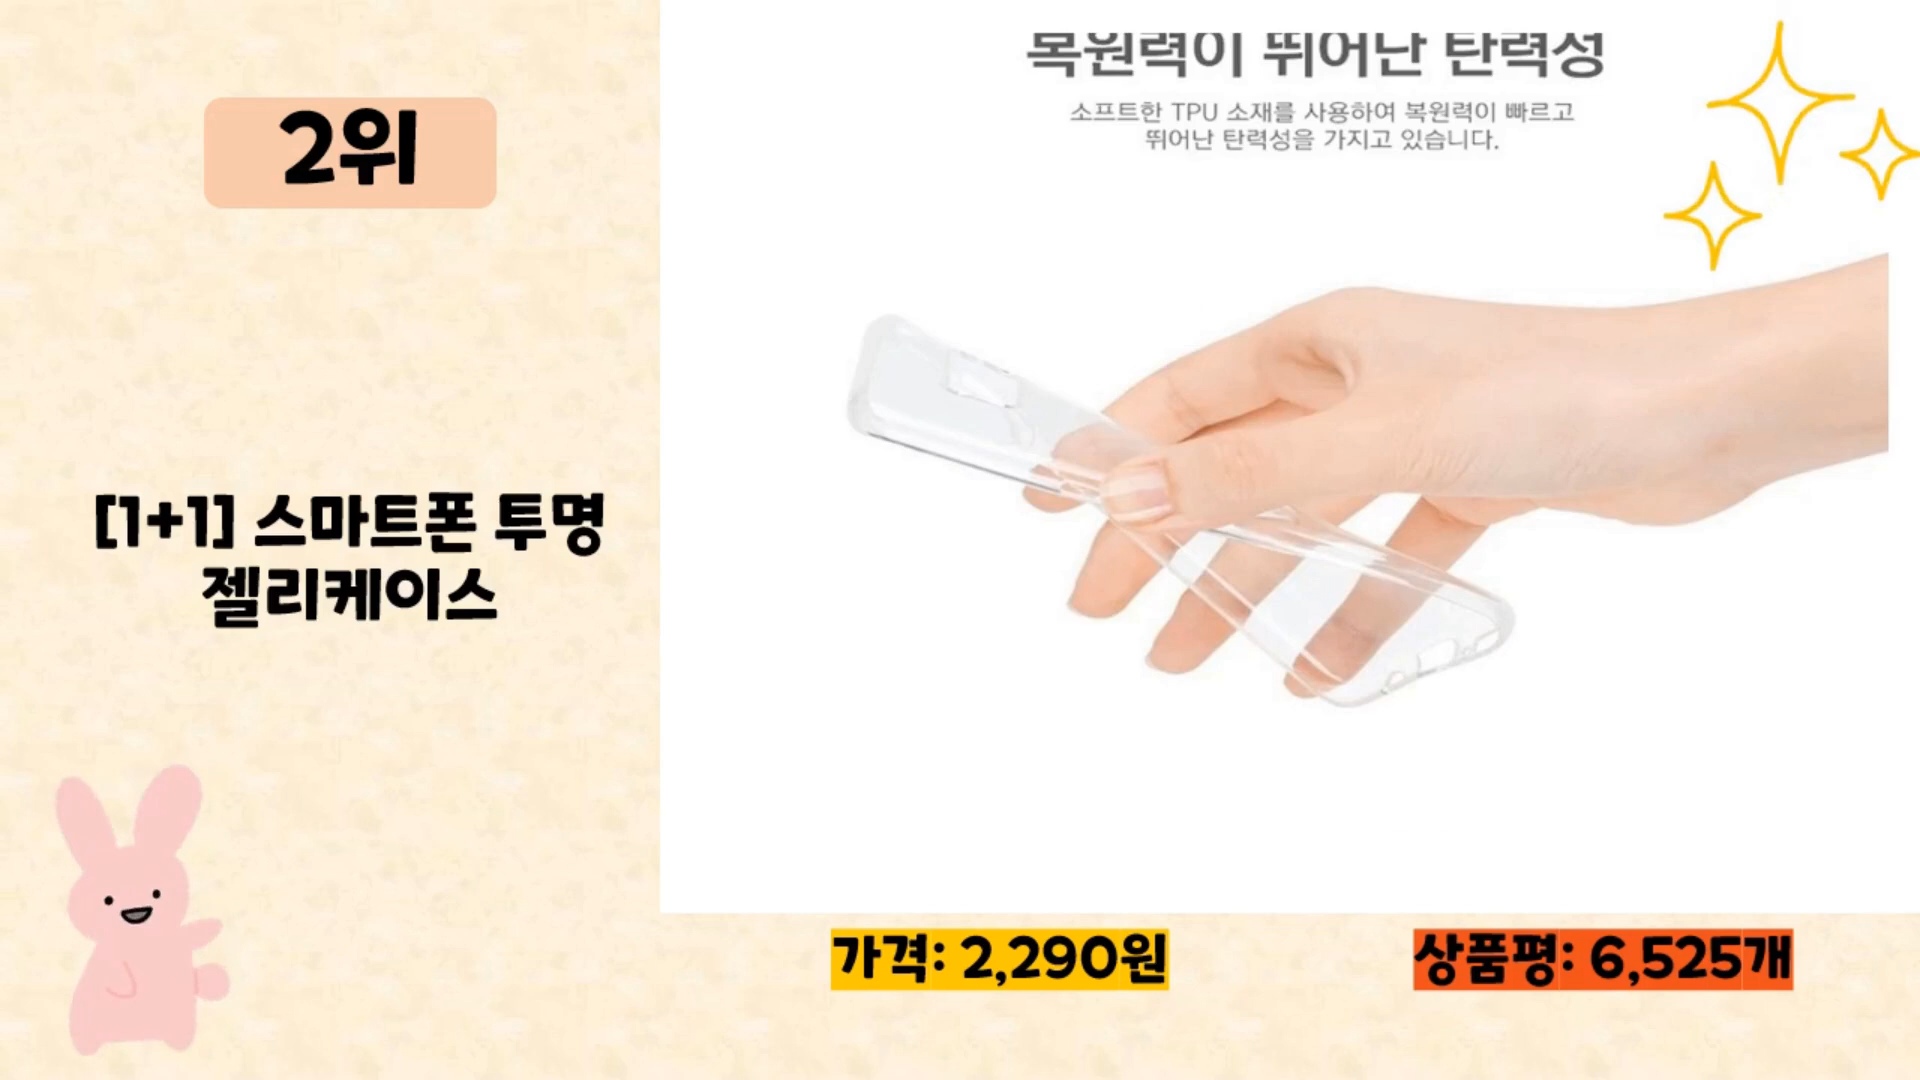 2위
[1+1] 스마트폰 투명
젤리케이스
복원력이 뛰어난 탄력성
소프트한 TPU 소재를 사용하여 복원력이 빠르고
뛰어난 탄력성을 가지고 있습니다.
가격: 2,290원
상품평: 6,525개